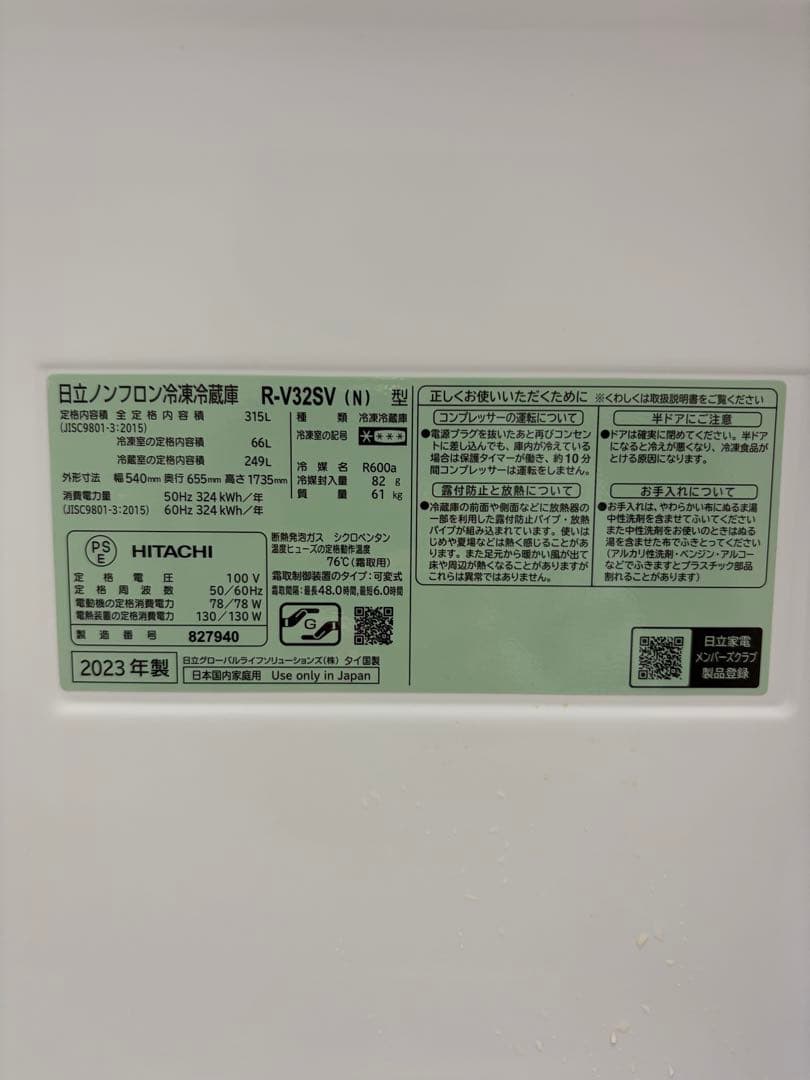 日立ノンフロン冷凍冷蔵庫 R-V32SV (N) 型
定格内容積 全定格内容積 315L
(JISC9801-3:2015)
冷凍室の定格内容積 66L
冷蔵室の定格内容積 249L
外形寸法 幅540mm 奥行655mm 高さ1735mm
消費電力量 50Hz 324kWh/年
(JISC9801-3:2015) 60Hz 324kWh/年
種類 冷凍冷蔵庫
冷凍室の記号 ****
冷媒名 R600a
冷媒封入量 82 g
質量 61 kg
PS
E
HITACHI
定格電圧 100V
定格周波数 50/60Hz
電動機の定格消費電力 78/78W
電熱装置の定格消費電力 130/130W
製造番号 827940
断熱発泡ガス シクロペンタン
温度ヒューズの定格動作温度
76℃(霜取用)
霜取制御装置のタイプ:可変式
霜取間隔:最長48.0時間,最短6.0時間
G
2023年製
日立グローバルライフソリューションズ(株) タイ国製
日本国内家庭用 Use only in Japan
正しくお使いいただくために ※くわしくは取扱説明書をご覧ください
コンプレッサーの運転について
●電源プラグを抜いたあと再びコンセン
トに差し込んでも、庫内が冷えている
場合は保護タイマーが働き、約10分
間コンプレッサーは運転をしません。
露付防止と放熱について
●冷蔵庫の前面や側面などに放熱器の
一部を利用した露付防止パイプ・放熱
パイプが組み込まれています。使いは
じめや夏場などは熱く感じることがあ
ります。また足元から暖かい風が出て
床や周辺が熱くなることがありますが
これらは異常ではありません。
半ドアにご注意
●ドアは確実に閉めてください。半ドア
になると冷えが悪くなり、冷凍食品が
とける原因になります。
お手入れについて
●お手入れは、やわらかい布にぬるま湯
中性洗剤を含ませてふいてください
また中性洗剤をお使いのときはぬる
湯を含ませた布でふきとってください
(アルカリ性洗剤・ベンジン・アルコー
などでふきますとプラスチック部品
割れることがあります)
日立家電
メンバーズクラブ
製品登録